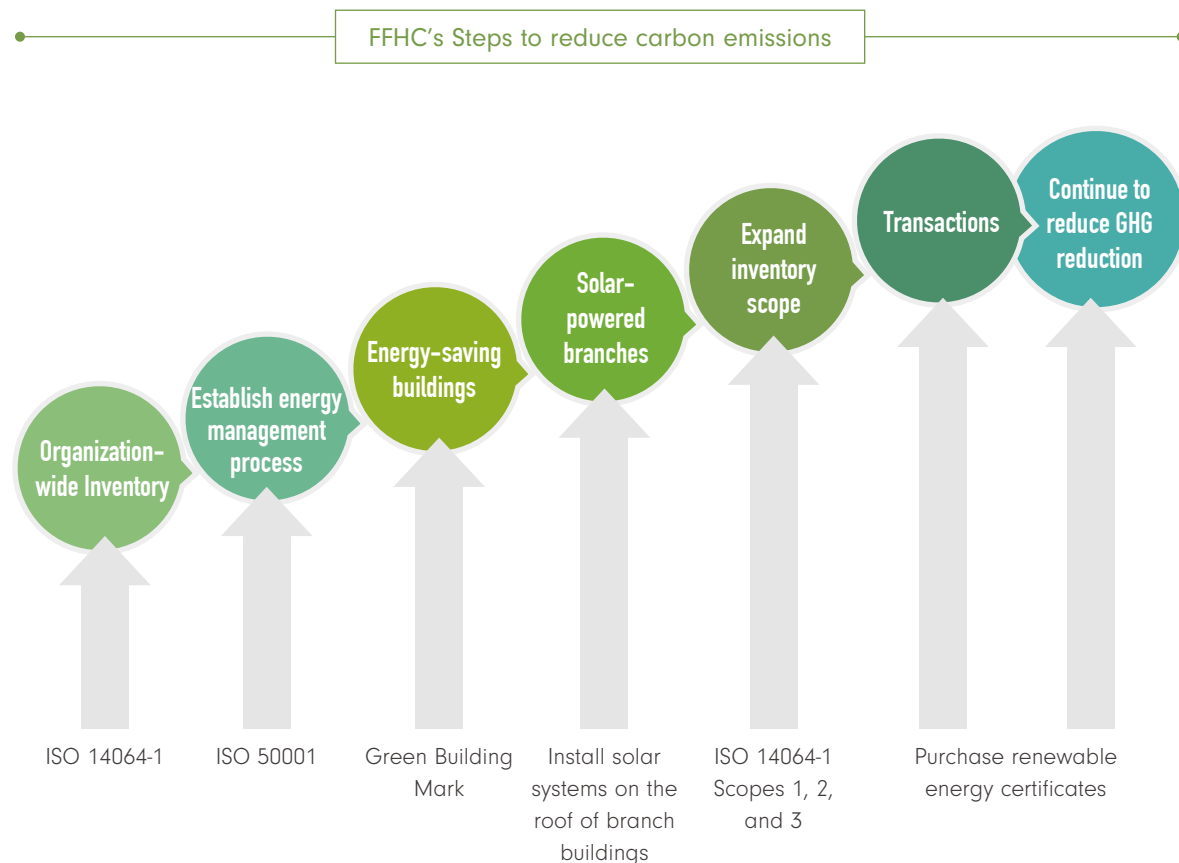 FFHC's Steps to reduce carbon emissions
Organization-
wide Inventory
Establish energy
management
process
Energy-saving
buildings
Solar-
powered
branches
Expand
inventory
scope
Transactions
Continue to
reduce GHG
reduction
ISO 14064-1
ISO 50001
Green Building
Mark
Install solar
systems on the
roof of branch
buildings
ISO 14064-1
Scopes 1, 2,
and 3
Purchase renewable
energy certificates